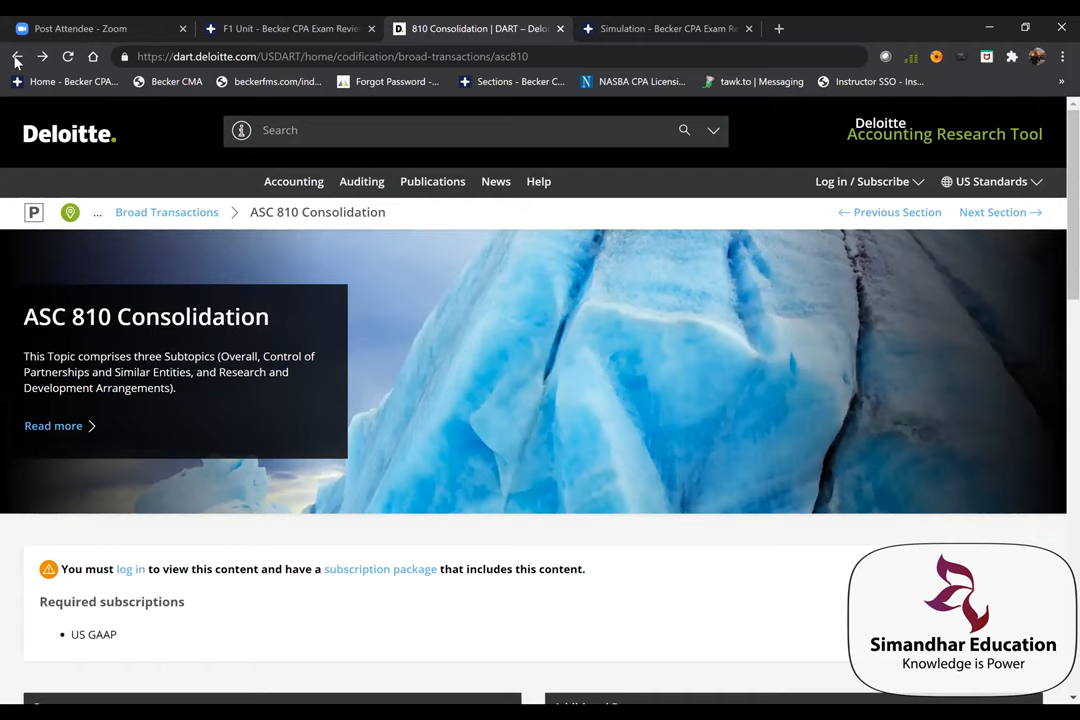 Post Attendee - Zoom
F1 Unit - Becker CPA Exam Revie
810 Consolidation | DART – Delo
Simulation - Becker CPA Exam Re
https://dart.deloitte.com/USDART/home/codification/broad-transactions/asc810
Home - Becker CPA...
Becker CMA
beckerfms.com/ind...
Forgot Password -...
Sections - Becker C...
NASBA CPA Licensi...
tawk.to | Messaging
Instructor SSO - Ins...
»
Deloitte.
Search
Deloitte
Accounting Research Tool
Accounting
Auditing
Publications
News
Help
Log in / Subscribe
US Standards
P
...
Broad Transactions
ASC 810 Consolidation
← Previous Section
Next Section →
ASC 810 Consolidation
This Topic comprises three Subtopics (Overall, Control of
Partnerships and Similar Entities, and Research and
Development Arrangements).
Read more
You must log in to view this content and have a subscription package that includes this content.
Required subscriptions
• US GAAP
Simandhar Education
Knowledge is Power